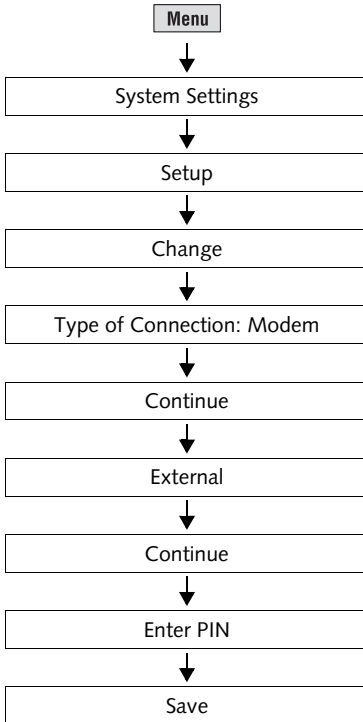 Menu
System Settings
Setup
Change
Type of Connection: Modem
Continue
External
Continue
Enter PIN
Save